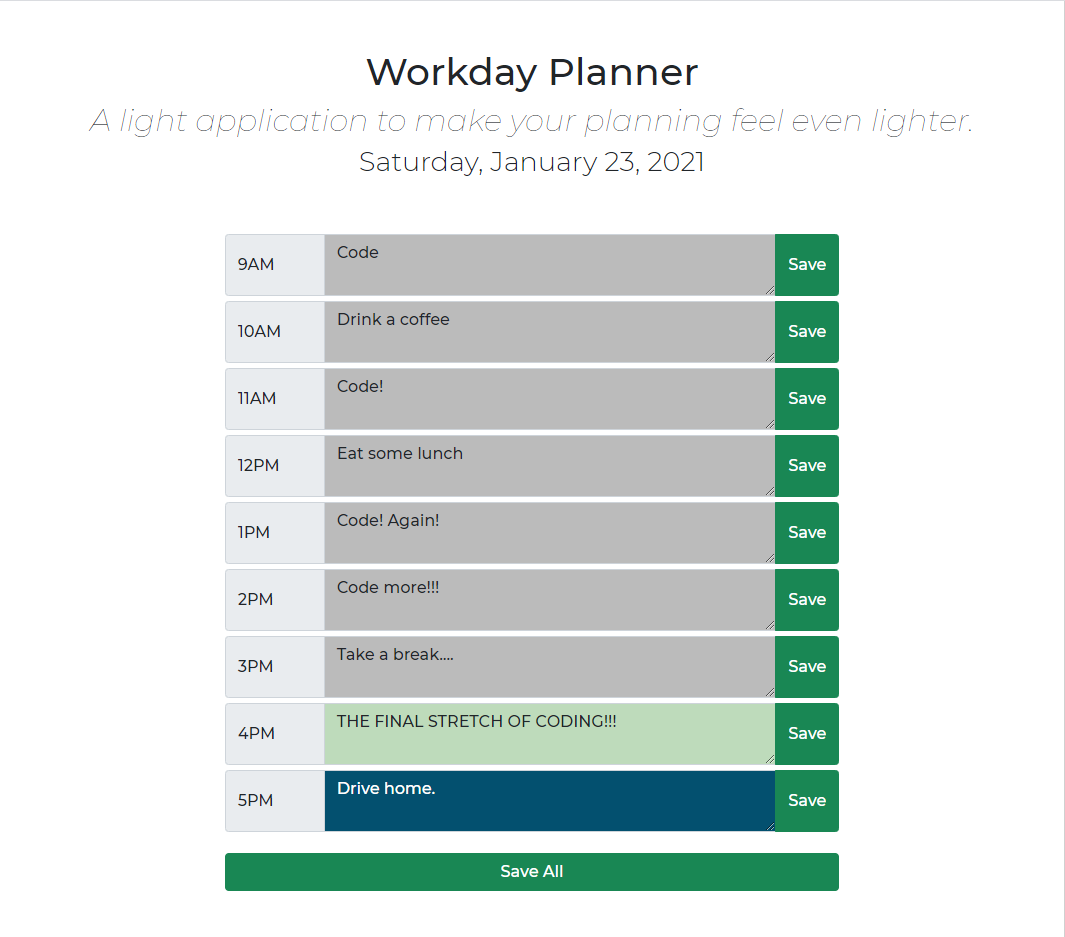 Workday Planner
A light application to make your planning feel even lighter.
Saturday, January 23, 2021
9AM Code Save
10AM Drink a coffee Save
11AM Code! Save
12PM Eat some lunch Save
1PM Code! Again! Save
2PM Code more!!! Save
3PM Take a break.... Save
4PM THE FINAL STRETCH OF CODING!!! Save
5PM Drive home. Save
Save All